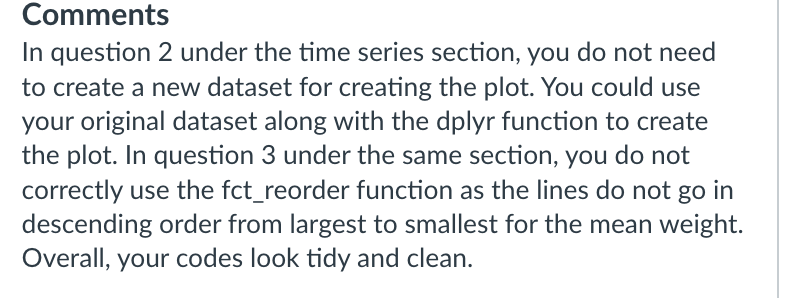 Comments
In question 2 under the time series section, you do not need
to create a new dataset for creating the plot. You could use
your original dataset along with the dplyr function to create
the plot. In question 3 under the same section, you do not
correctly use the fct_reorder function as the lines do not go in
descending order from largest to smallest for the mean weight.
Overall, your codes look tidy and clean.